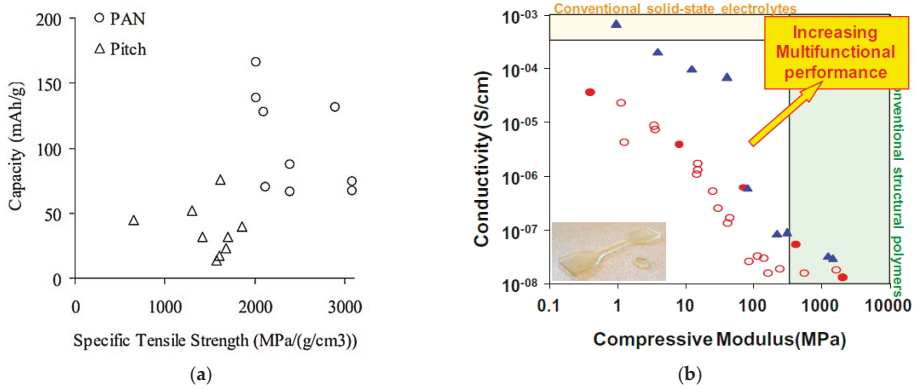 PAN
Pitch
200
150
100
50
0
Capacity (mAh/g)
0
1000
2000
3000
Specific Tensile Strength (MPa/(g/cm3))
(a)
Conventional solid-state electrolytes
Increasing
Multifunctional
performance
onventional structural polymers
10-03
10-04
10-05
10-06
10-07
10-08
Conductivity (S/cm)
0.1
1
10
100
1000
10000
Compressive Modulus(MPa)
(b)